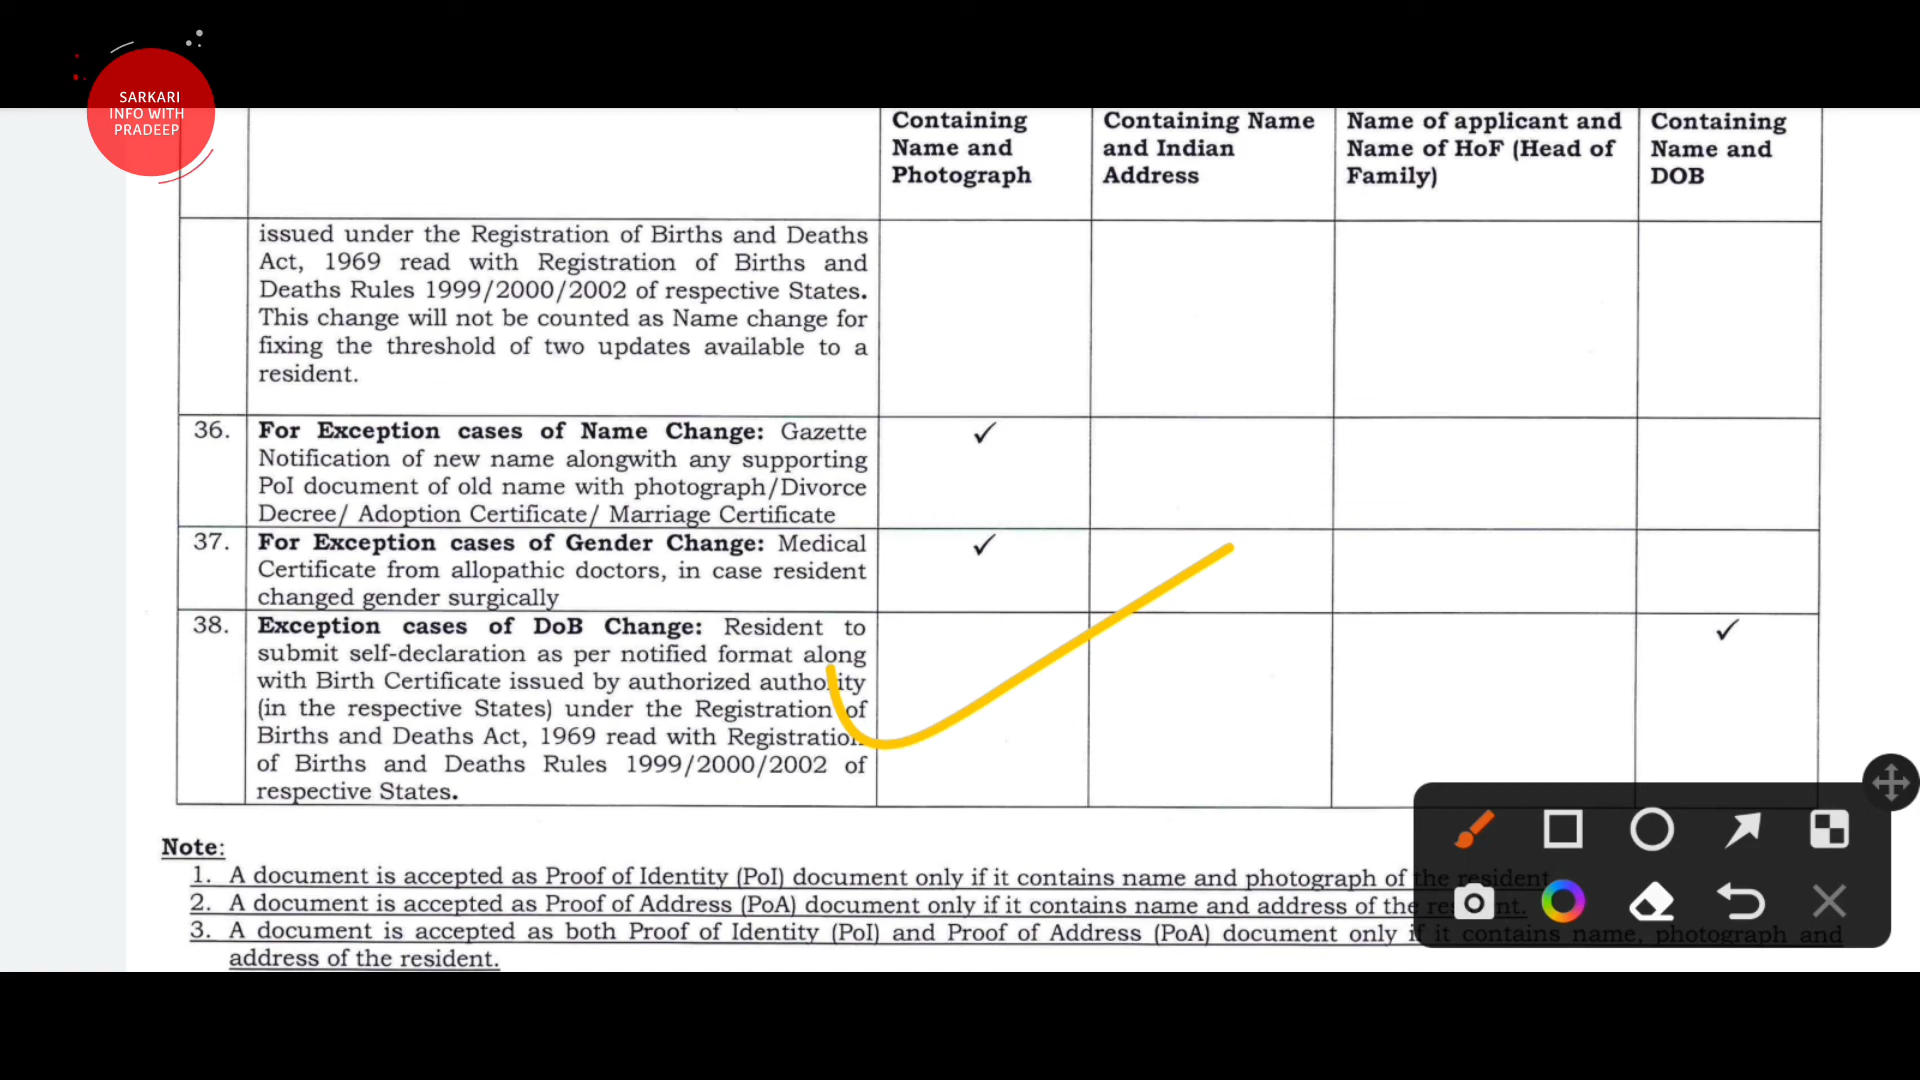 SARKARI
INFO WITH
PRADEEP
Containing
Name and
Photograph
Containing Name
and Indian
Address
Name of applicant and
Name of HoF (Head of
Family)
Containing
Name and
DOB
issued under the Registration of Births and Deaths
Act, 1969 read with Registration of Births and
Deaths Rules 1999/2000/2002 of respective States.
This change will not be counted as Name change for
fixing the threshold of two updates available to a
resident.
36. For Exception cases of Name Change: Gazette ✓
Notification of new name alongwith any supporting
PoI document of old name with photograph/Divorce
Decree/ Adoption Certificate/ Marriage Certificate
37. For Exception cases of Gender Change: Medical ✓
Certificate from allopathic doctors, in case resident
changed gender surgically
38. Exception cases of DoB Change: Resident to ✓
submit self-declaration as per notified format along
with Birth Certificate issued by authorized authority
(in the respective States) under the Registration of
Births and Deaths Act, 1969 read with Registration
of Births and Deaths Rules 1999/2000/2002 of
respective States.
Note:
1. A document is accepted as Proof of Identity (PoI) document only if it contains name and photograph of the resident
2. A document is accepted as Proof of Address (PoA) document only if it contains name and address of the resident.
3. A document is accepted as both Proof of Identity (PoI) and Proof of Address (PoA) document only if it contains name, photograph and
address of the resident.